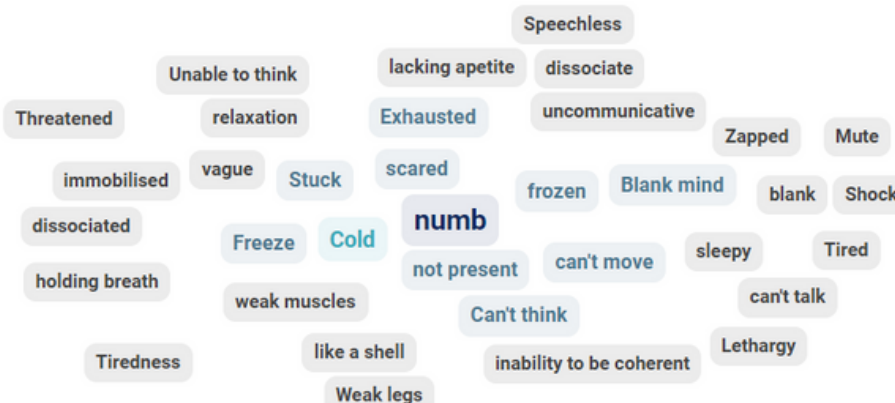 Speechless
Unable to think
lacking apetite
dissociate
Threatened
relaxation
Exhausted
uncommunicative
Zapped
Mute
immobilised
vague
Stuck
scared
frozen
Blank mind
blank
Shock
dissociated
Freeze
Cold
numb
not present
can't move
sleepy
Tired
holding breath
weak muscles
Can't think
can't talk
Tiredness
like a shell
inability to be coherent
Lethargy
Weak legs